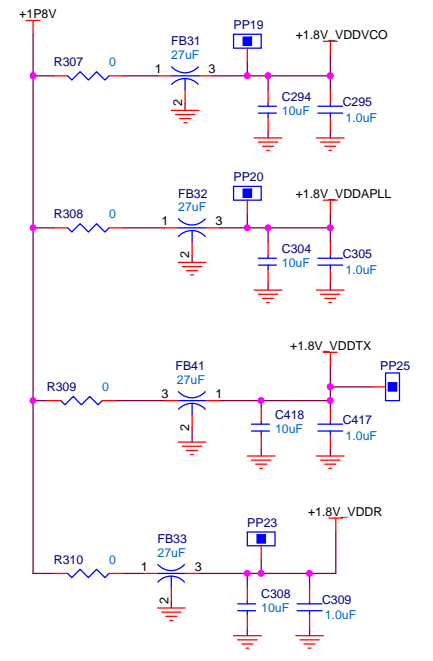 +1P8V
PP19
+1.8V_VDDVCO
FB31
27uF
R307 0
1 3
2
C294
10uF
C295
1.0uF
PP20
+1.8V_VDDAPLL
FB32
27uF
R308 0
1 3
2
C304
10uF
C305
1.0uF
+1.8V_VDDTX
PP25
FB41
27uF
R309 0
3 1
2
C418
10uF
C417
1.0uF
+1.8V_VDDR
PP23
FB33
27uF
R310 0
1 3
2
C308
10uF
C309
1.0uF